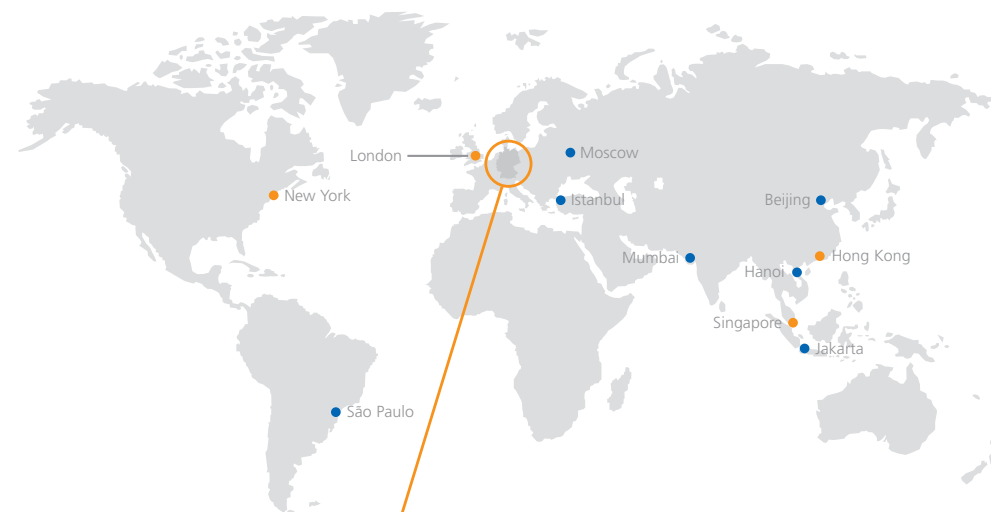 London
Moscow
New York
Istanbul
Beijing
Mumbai
Hong Kong
Hanoi
Singapore
Jakarta
São Paulo